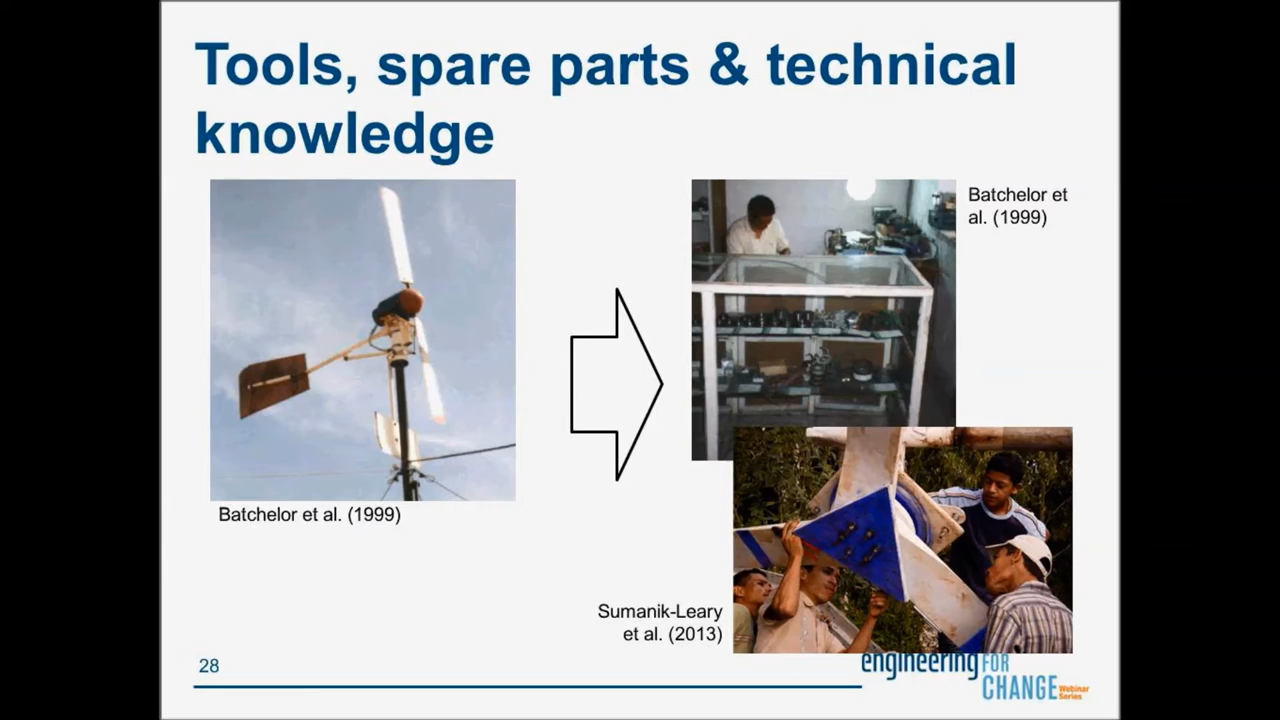 Tools, spare parts & technical
knowledge
Batchelor et
al. (1999)
Batchelor et al. (1999)
Sumanik-Leary
et al. (2013)
28
engineering FOR
CHANGE Webinar
Series